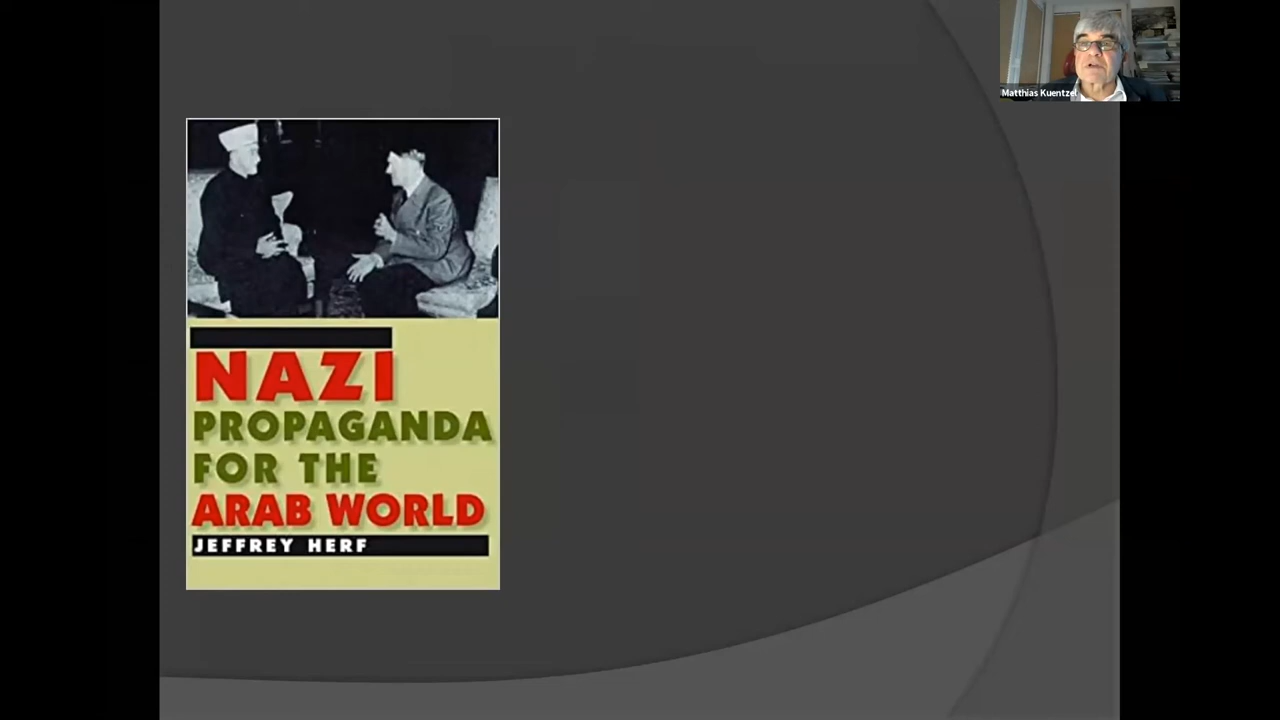 Matthias Kuentzel
NAZI
PROPAGANDA
FOR THE
ARAB WORLD
JEFFREY HERF